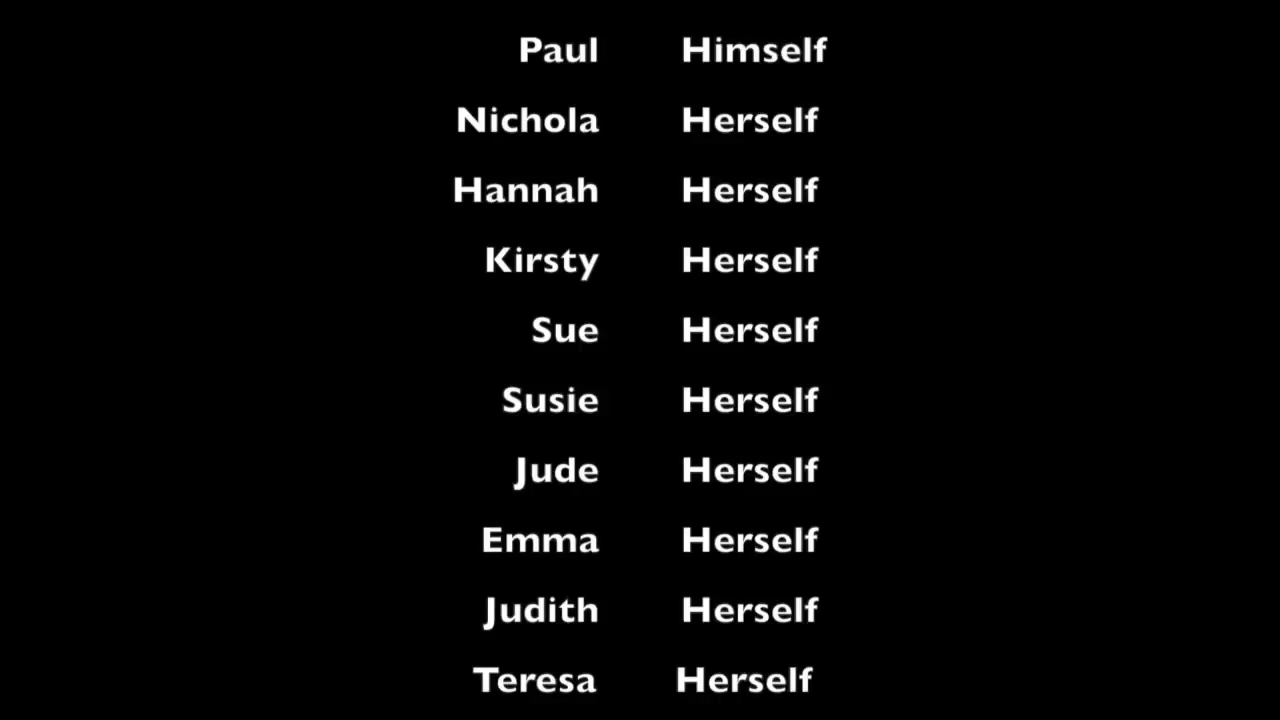 Paul Himself
Nichola Herself
Hannah Herself
Kirsty Herself
Sue Herself
Susie Herself
Jude Herself
Emma Herself
Judith Herself
Teresa Herself